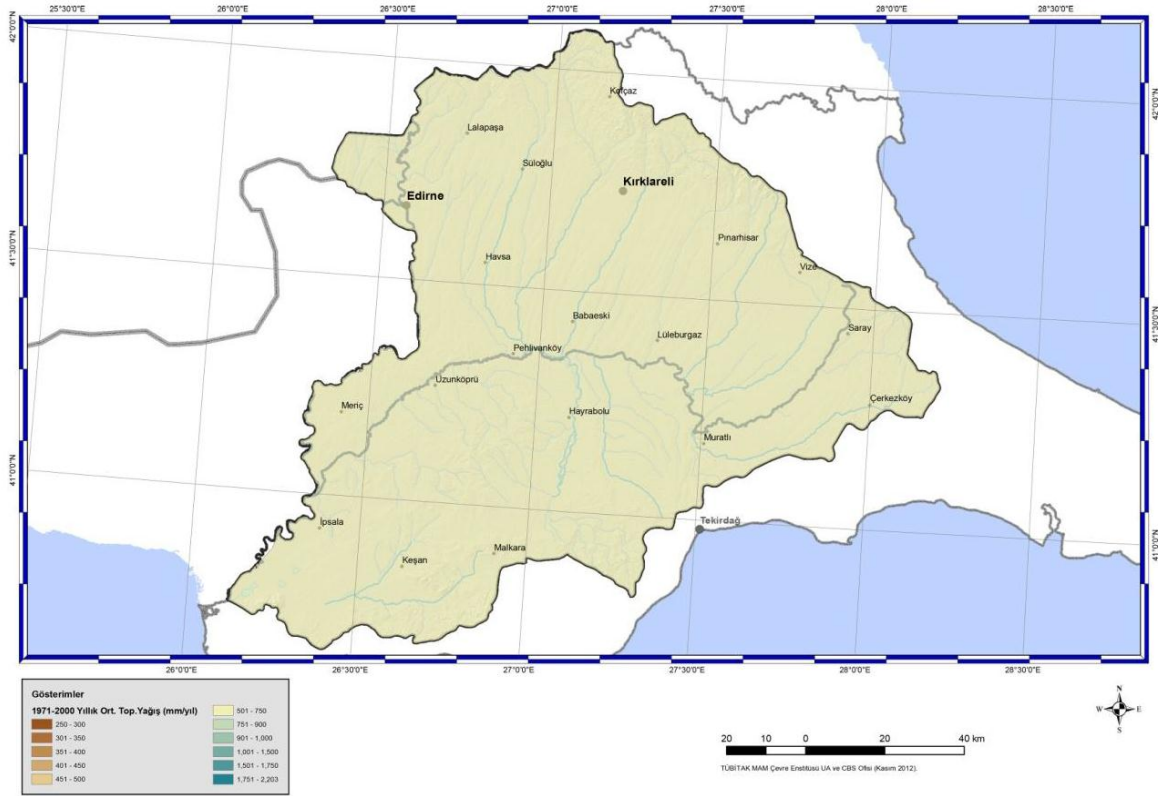 25°30'0"E 26°0'0"E 26°30'0"E 27°0'0"E 27°30'0"E 28°0'0"E 28°30'0"E
42°0'0"N
42°0'0"N
Kofçaz
Lalapaşa
Süloğlu
Kırklareli
Edirne
Pınarhisar
41°30'0"N
Havsa
Vize
Babaeski
41°30'0"N
Lüleburgaz
Saray
Pehlivanköy
Uzunköprü
Meriç
Çerkezköy
Hayrabolu
Muratlı
41°0'0"N
İpsala
Tekirdağ
41°0'0"N
Malkara
Keşan
26°0'0"E 26°30'0"E 27°0'0"E 27°30'0"E 28°0'0"E 28°30'0"E
Gösterimler
1971-2000 Yıllık Ort. Top.Yağış (mm/yıl)
250 - 300
301 - 350
351 - 400
401 - 450
451 - 500
501 - 750
751 - 900
901 - 1,000
1,001 - 1,500
1,501 - 1,750
1,751 - 2,203
N
W E
S
20 10 0 20 40 km
TÜBİTAK MAM Çevre Enstitüsü UA ve CBS Ofisi (Kasım 2012).